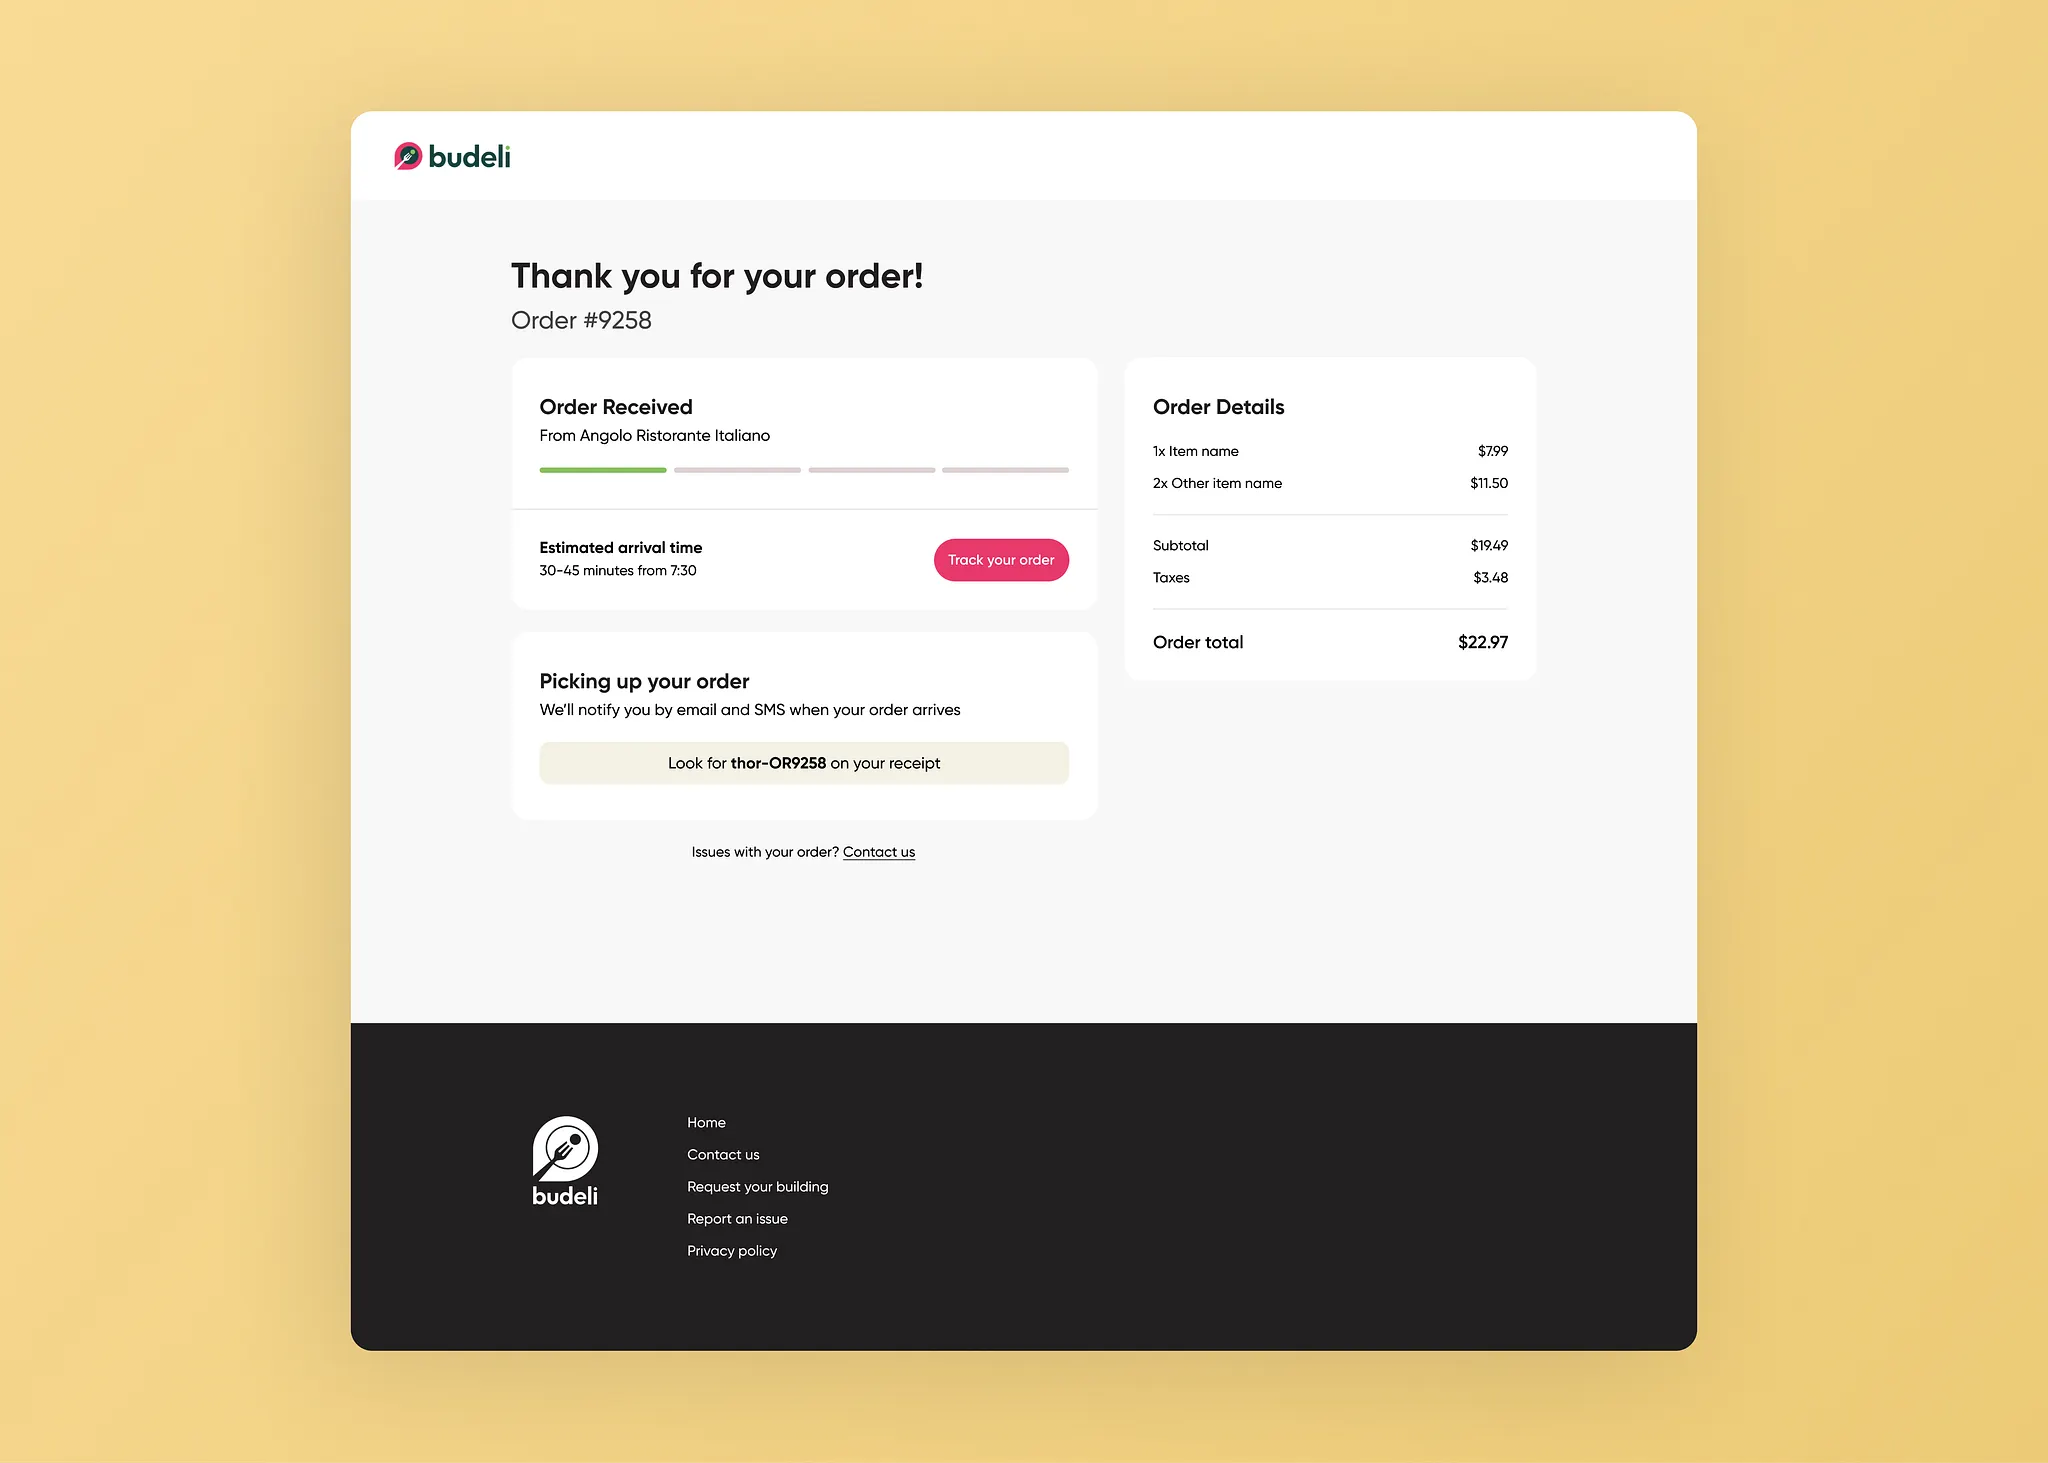 budeli
Thank you for your order!
Order #9258
Order Received
From Angolo Ristorante Italiano
Estimated arrival time
30-45 minutes from 7:30
Track your order
Picking up your order
We'll notify you by email and SMS when your order arrives
Look for thor-OR9258 on your receipt
Issues with your order? Contact us
Order Details
1x Item name $7.99
2x Other item name $11.50
Subtotal $19.49
Taxes $3.48
Order total $22.97
budeli
Home
Contact us
Request your building
Report an issue
Privacy policy